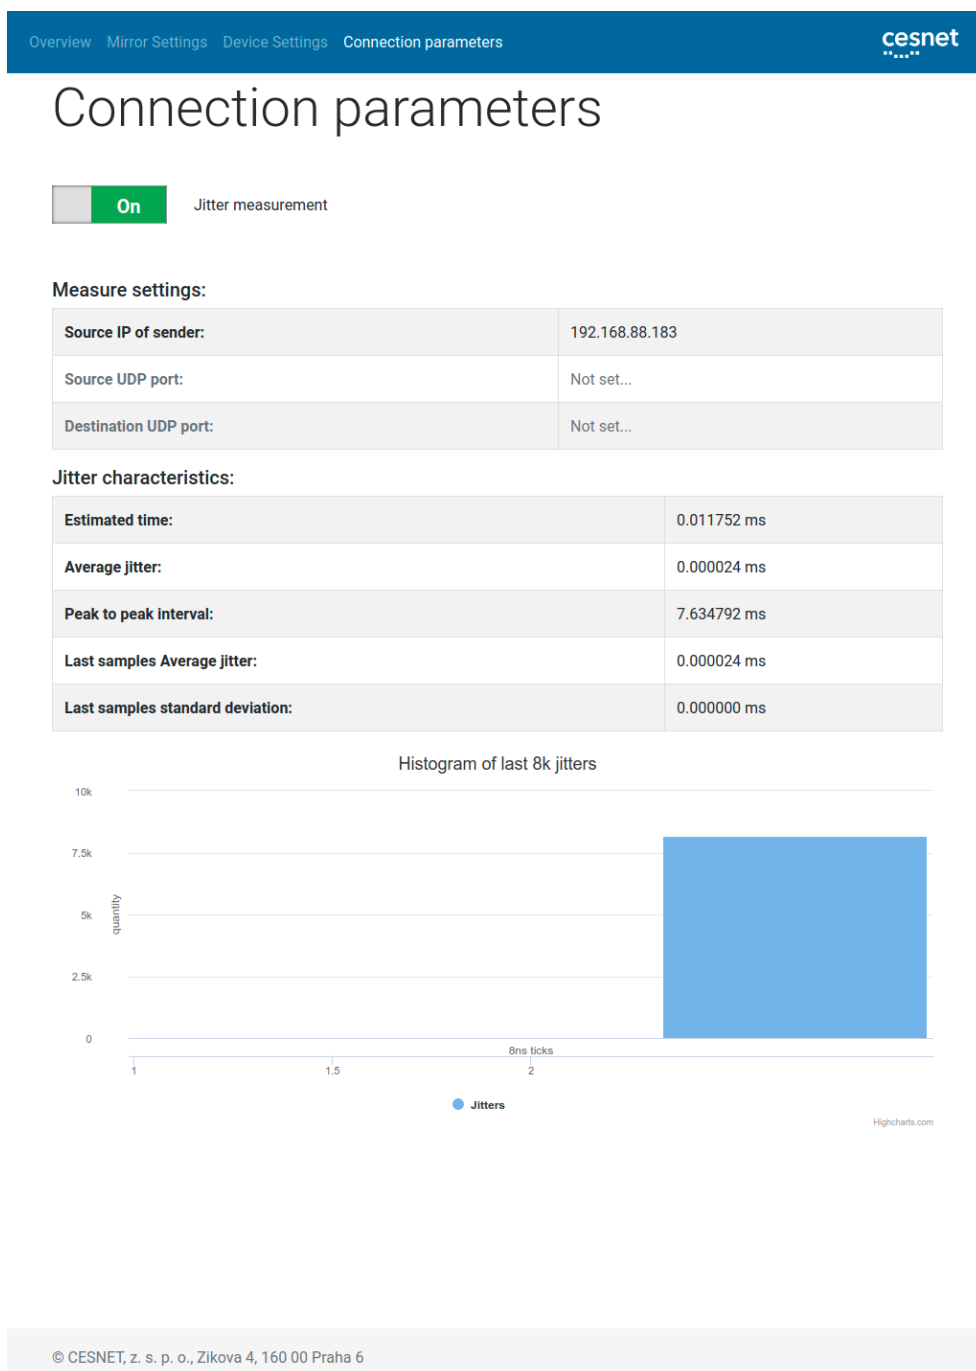 Overview Mirror Settings Device Settings Connection parameters cesnet
Connection parameters
On Jitter measurement
Measure settings:
Source IP of sender: 192.168.88.183
Source UDP port: Not set...
Destination UDP port: Not set...
Jitter characteristics:
Estimated time: 0.011752 ms
Average jitter: 0.000024 ms
Peak to peak interval: 7.634792 ms
Last samples Average jitter: 0.000024 ms
Last samples standard deviation: 0.000000 ms
Histogram of last 8k jitters
10k
7.5k
5k
2.5k
0
quantity
8ns ticks
1 1.5 2
Jitters
Highcharts.com
© CESNET, z. s. p. o., Zikova 4, 160 00 Praha 6